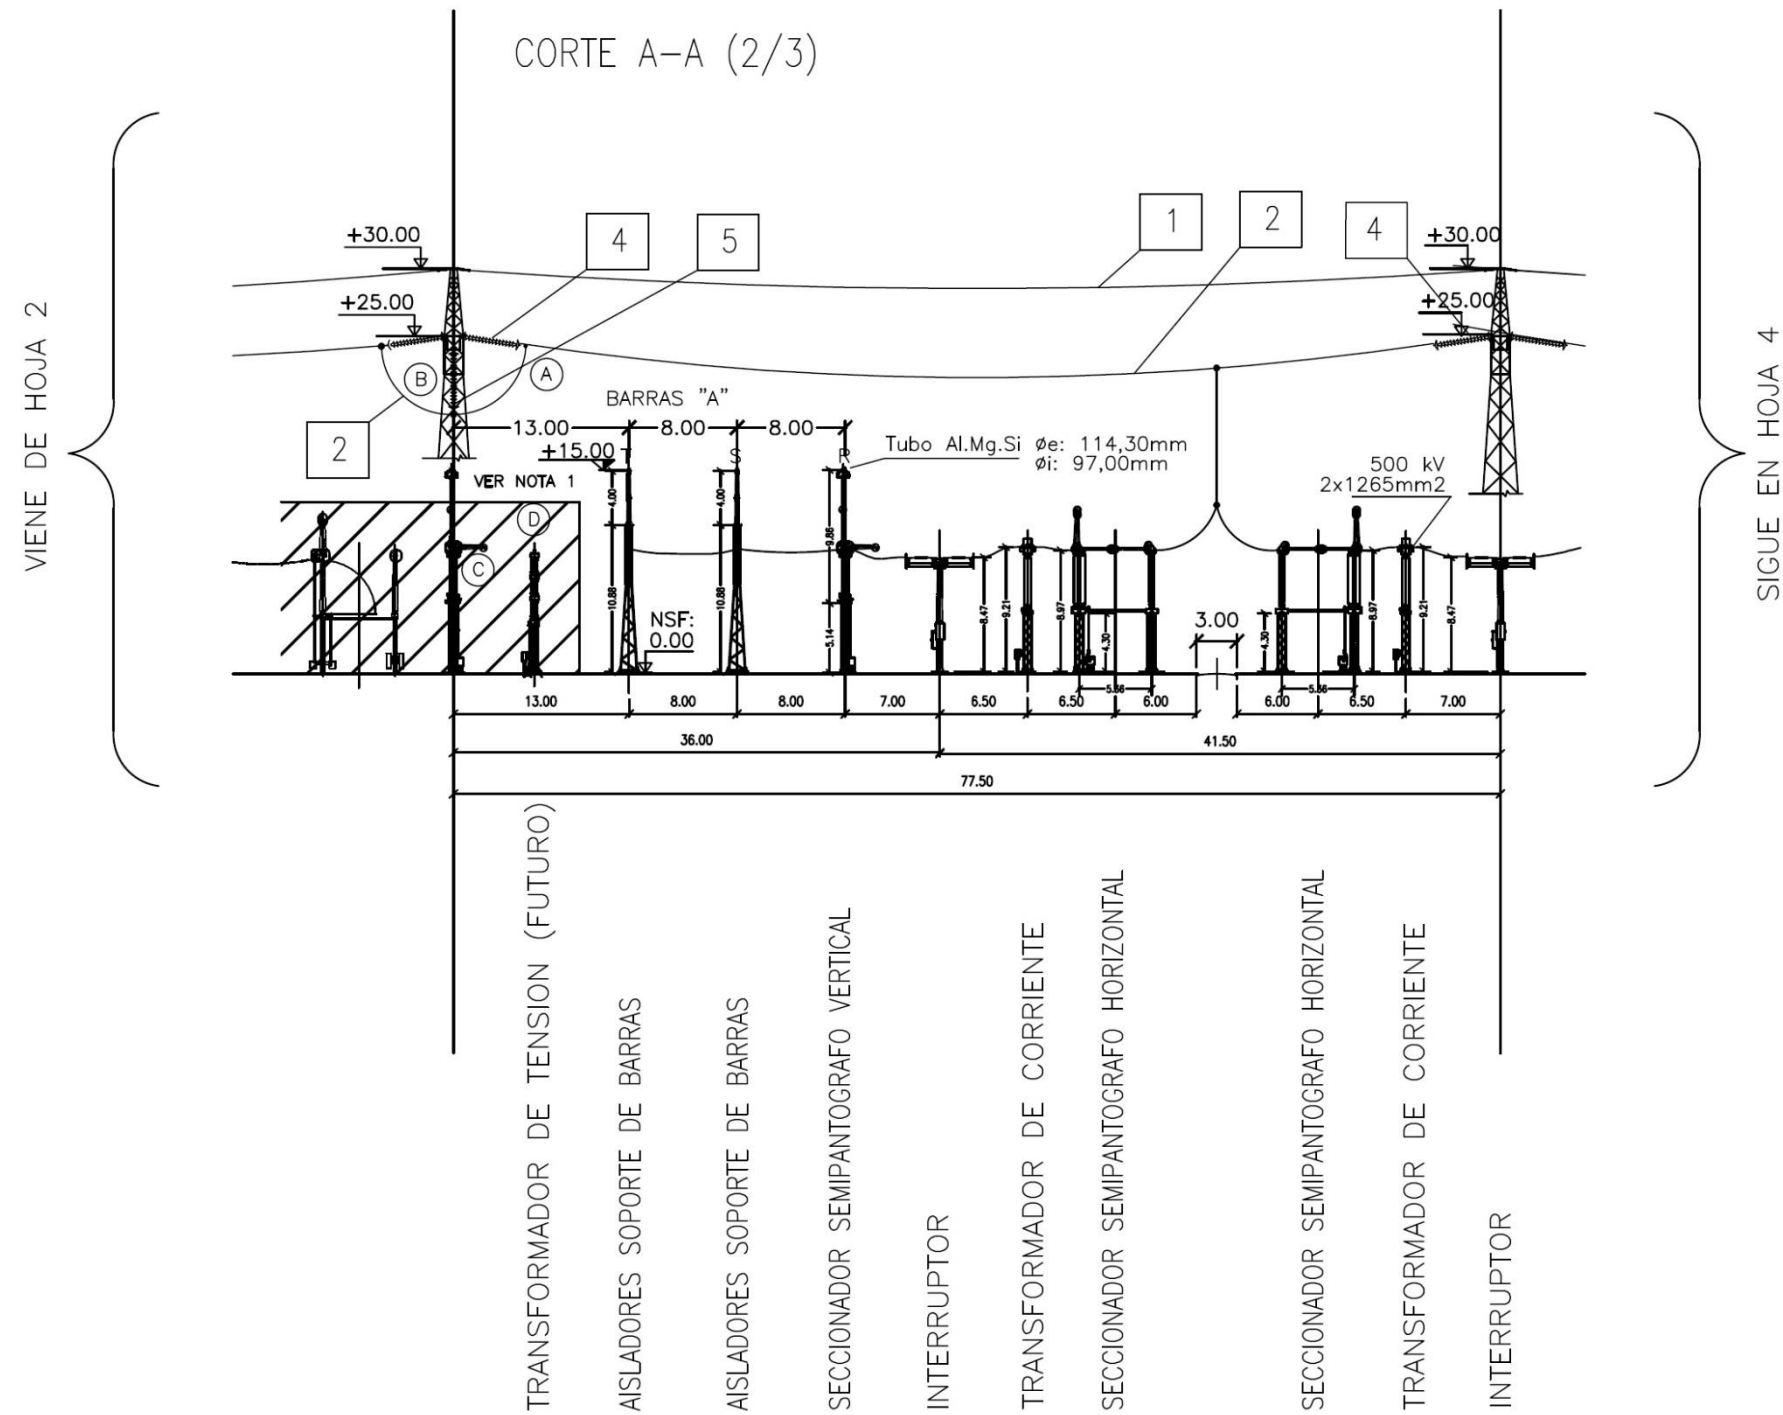 CORTE A-A (2/3)
VIENE DE HOJA 2
SIGUE EN HOJA 4
1
2
4
5
4
+30.00
+30.00
+25.00
+25.00
B
A
2
BARRAS "A"
13.00
8.00
8.00
+15.00
T
S
R
Tubo Al.Mg.Si Øe: 114,30mm
Øi: 97,00mm
500 kV
2x1265mm2
VER NOTA 1
D
C
4.00
4.00
9.86
10.88
10.88
5.14
NSF:
0.00
8.47
9.21
8.97
4.30
3.00
4.30
8.97
9.21
8.47
5.66
5.66
13.00
8.00
8.00
7.00
6.50
6.50
6.00
6.00
6.50
7.00
36.00
41.50
77.50
TRANSFORMADOR DE TENSION (FUTURO)
AISLADORES SOPORTE DE BARRAS
AISLADORES SOPORTE DE BARRAS
SECCIONADOR SEMIPANTOGRAFO VERTICAL
INTERRUPTOR
TRANSFORMADOR DE CORRIENTE
SECCIONADOR SEMIPANTOGRAFO HORIZONTAL
SECCIONADOR SEMIPANTOGRAFO HORIZONTAL
TRANSFORMADOR DE CORRIENTE
INTERRUPTOR